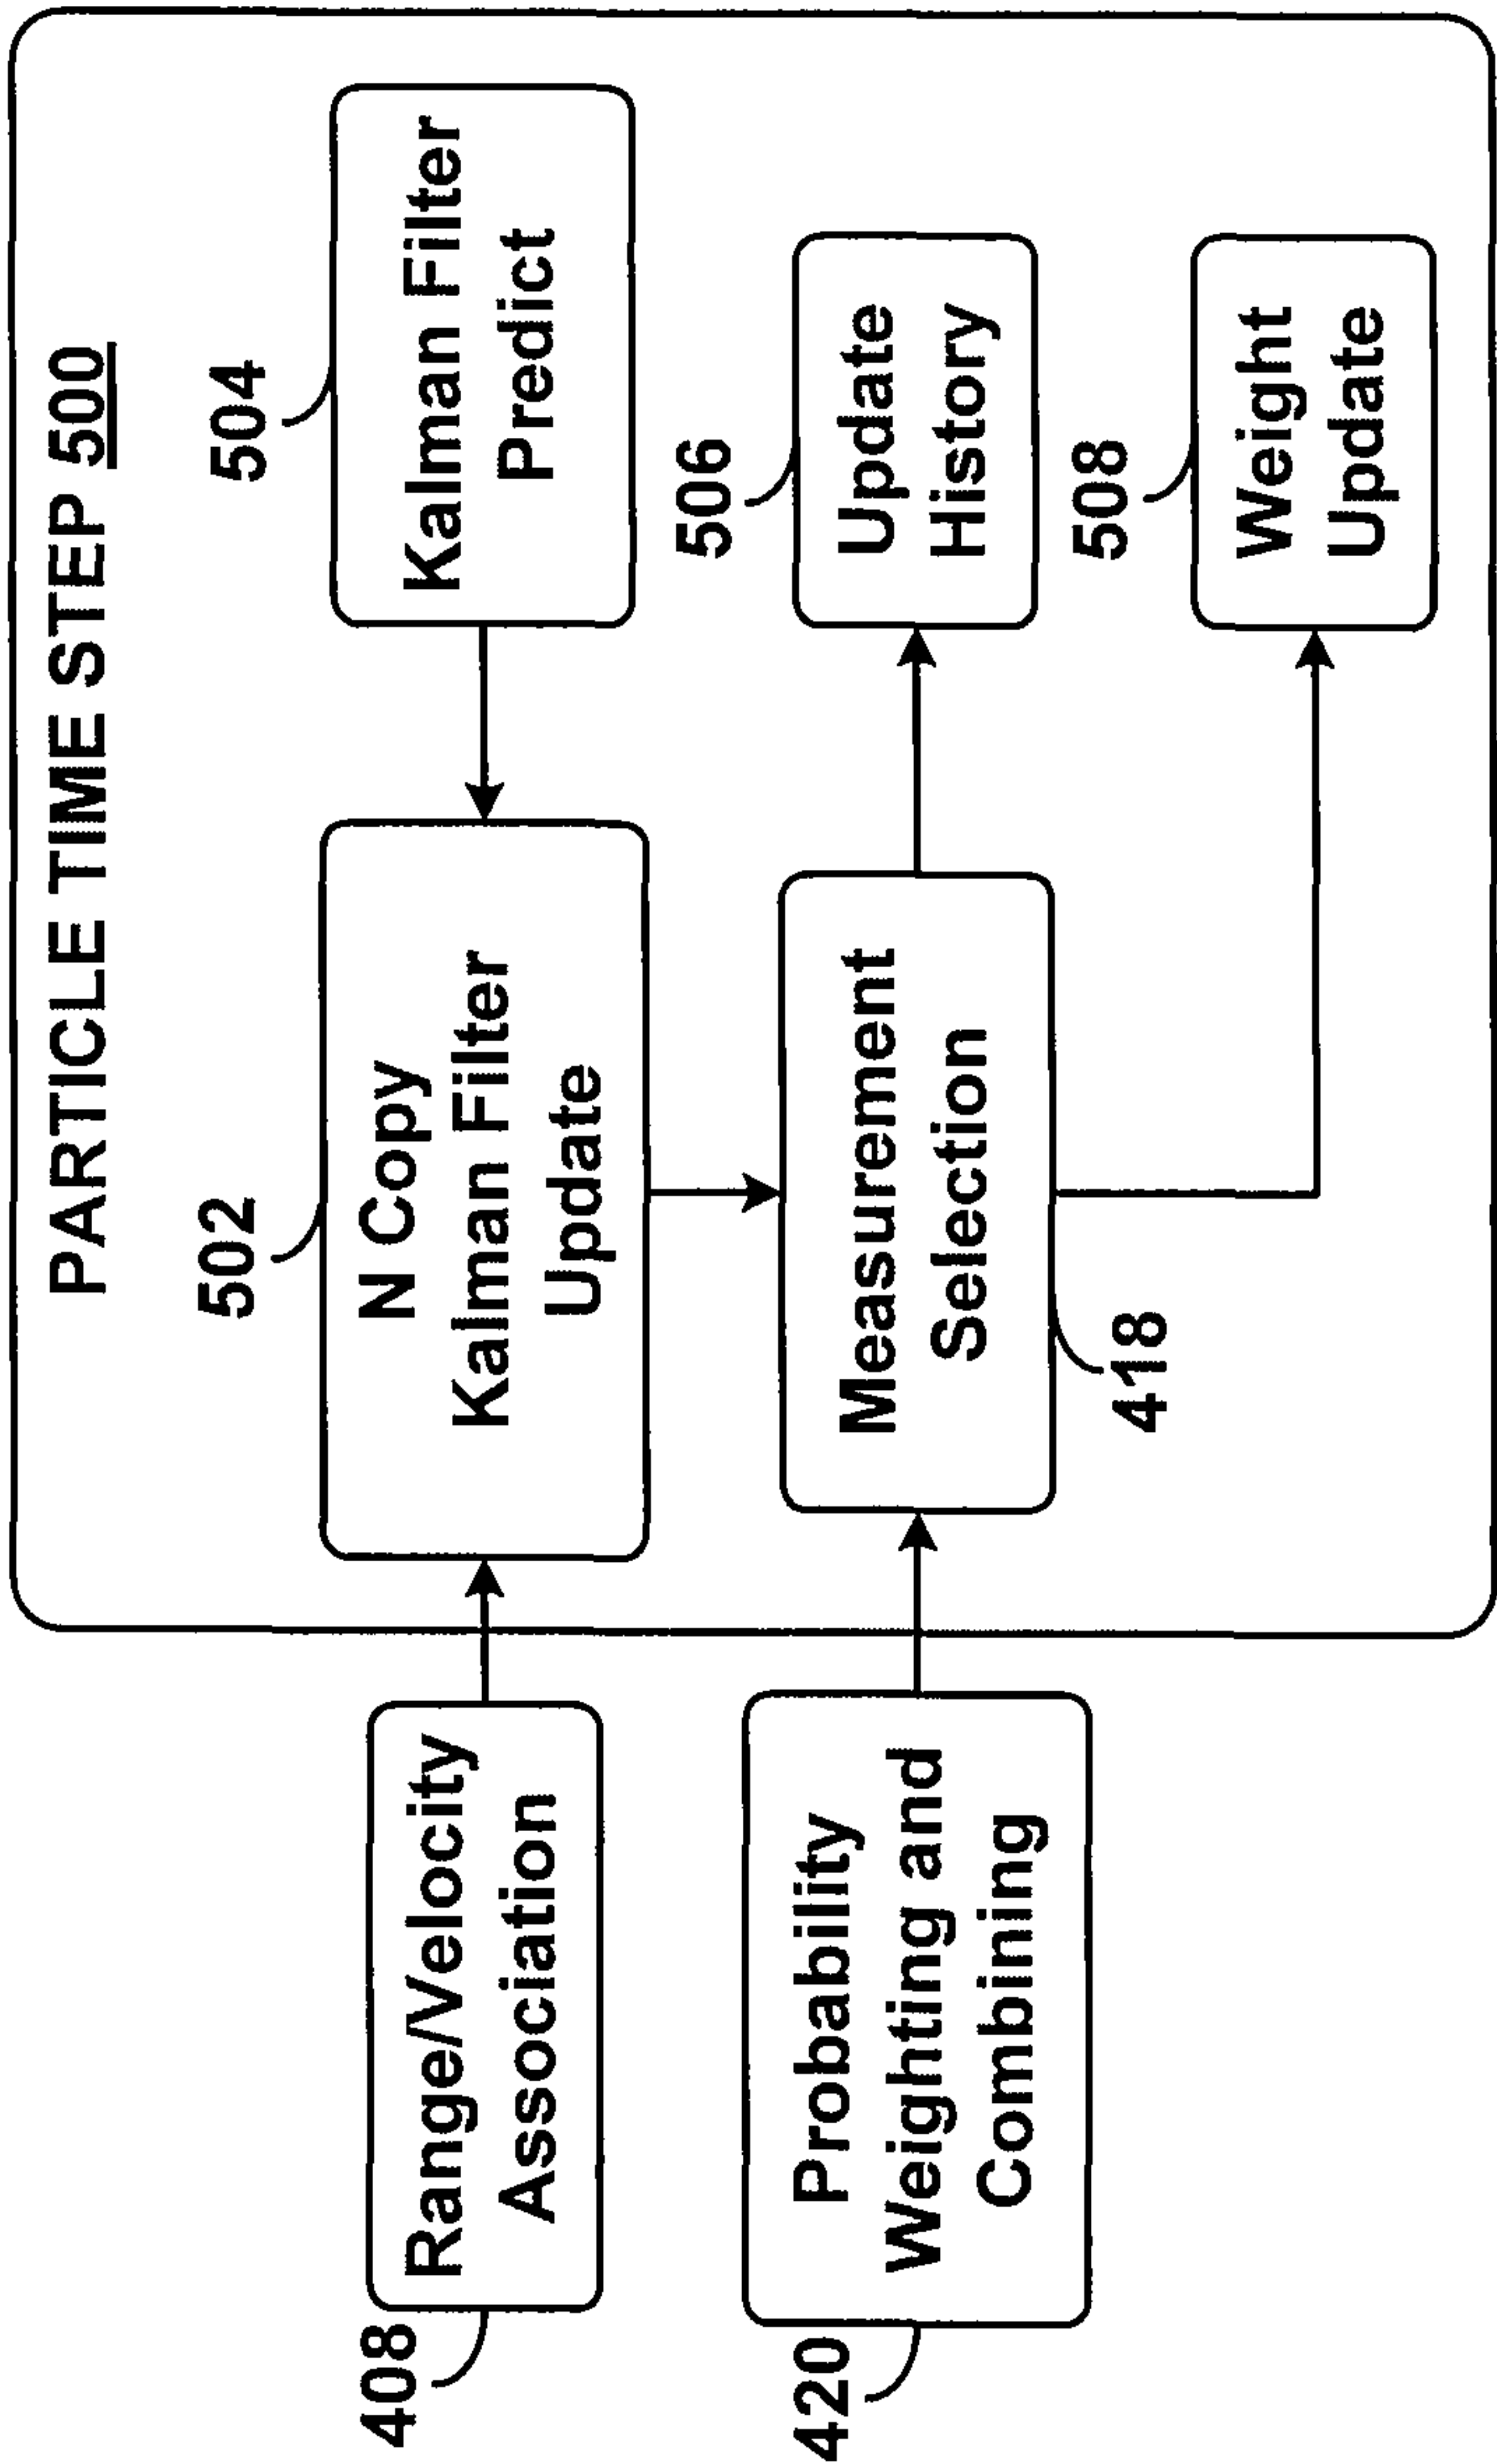 PARTICLE TIME STEP 500
502
504
408
Range/Velocity
Association
N Copy
Kalman Filter
Update
Kalman Filter
Predict
506
420
Probability
Weighting and
Combining
Measurement
Selection
418
Update
History
508
Weight
Update